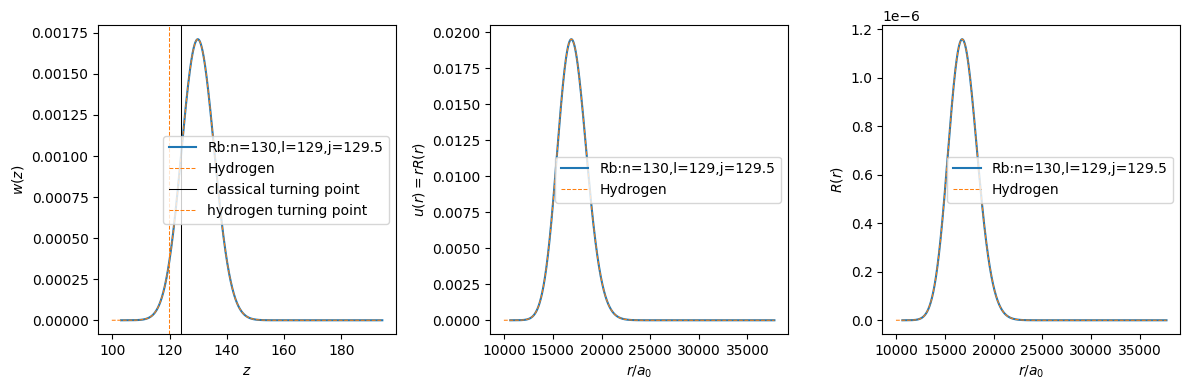 w(z)
0.00175
0.00150
0.00125
0.00100
0.00075
0.00050
0.00025
0.00000
100 120 140 160 180
z
Rb:n=130,l=129,j=129.5
Hydrogen
classical turning point
hydrogen turning point
u(r) = rR(r)
0.0200
0.0175
0.0150
0.0125
0.0100
0.0075
0.0050
0.0025
0.0000
10000 15000 20000 25000 30000 35000
r/a₀
Rb:n=130,l=129,j=129.5
Hydrogen
1e−6
R(r)
1.2
1.0
0.8
0.6
0.4
0.2
0.0
10000 15000 20000 25000 30000 35000
r/a₀
Rb:n=130,l=129,j=129.5
Hydrogen